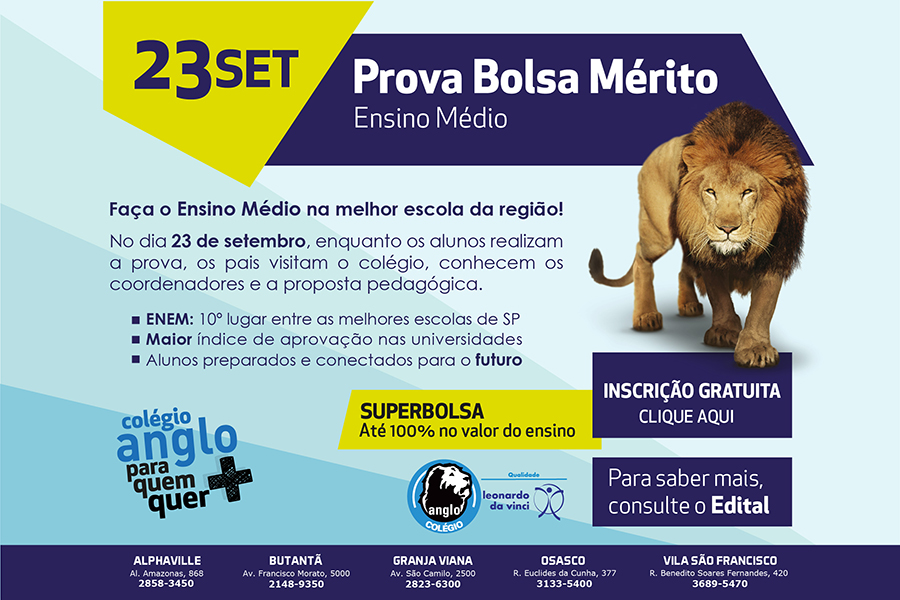 23SET
Prova Bolsa Mérito
Ensino Médio
Faça o Ensino Médio na melhor escola da região!
No dia 23 de setembro, enquanto os alunos realizam
a prova, os pais visitam o colégio, conhecem os
coordenadores e a proposta pedagógica.
ENEM: 10º lugar entre as melhores escolas de SP
Maior índice de aprovação nas universidades
Alunos preparados e conectados para o futuro
INSCRIÇÃO GRATUITA
CLIQUE AQUI
SUPERBOLSA
Até 100% no valor do ensino
colégio
anglo
para
quem
quer +
anglo
COLÉGIO
Qualidade
leonardo
da vinci
Para saber mais,
consulte o Edital
ALPHAVILLE
Al. Amazonas, 868
2858-3450
BUTANTÃ
Av. Francisco Morato, 5000
2148-9350
GRANJA VIANA
Av. São Camilo, 2500
2823-6300
OSASCO
R. Euclides da Cunha, 377
3133-5400
VILA SÃO FRANCISCO
R. Benedito Soares Fernandes, 420
3689-5470